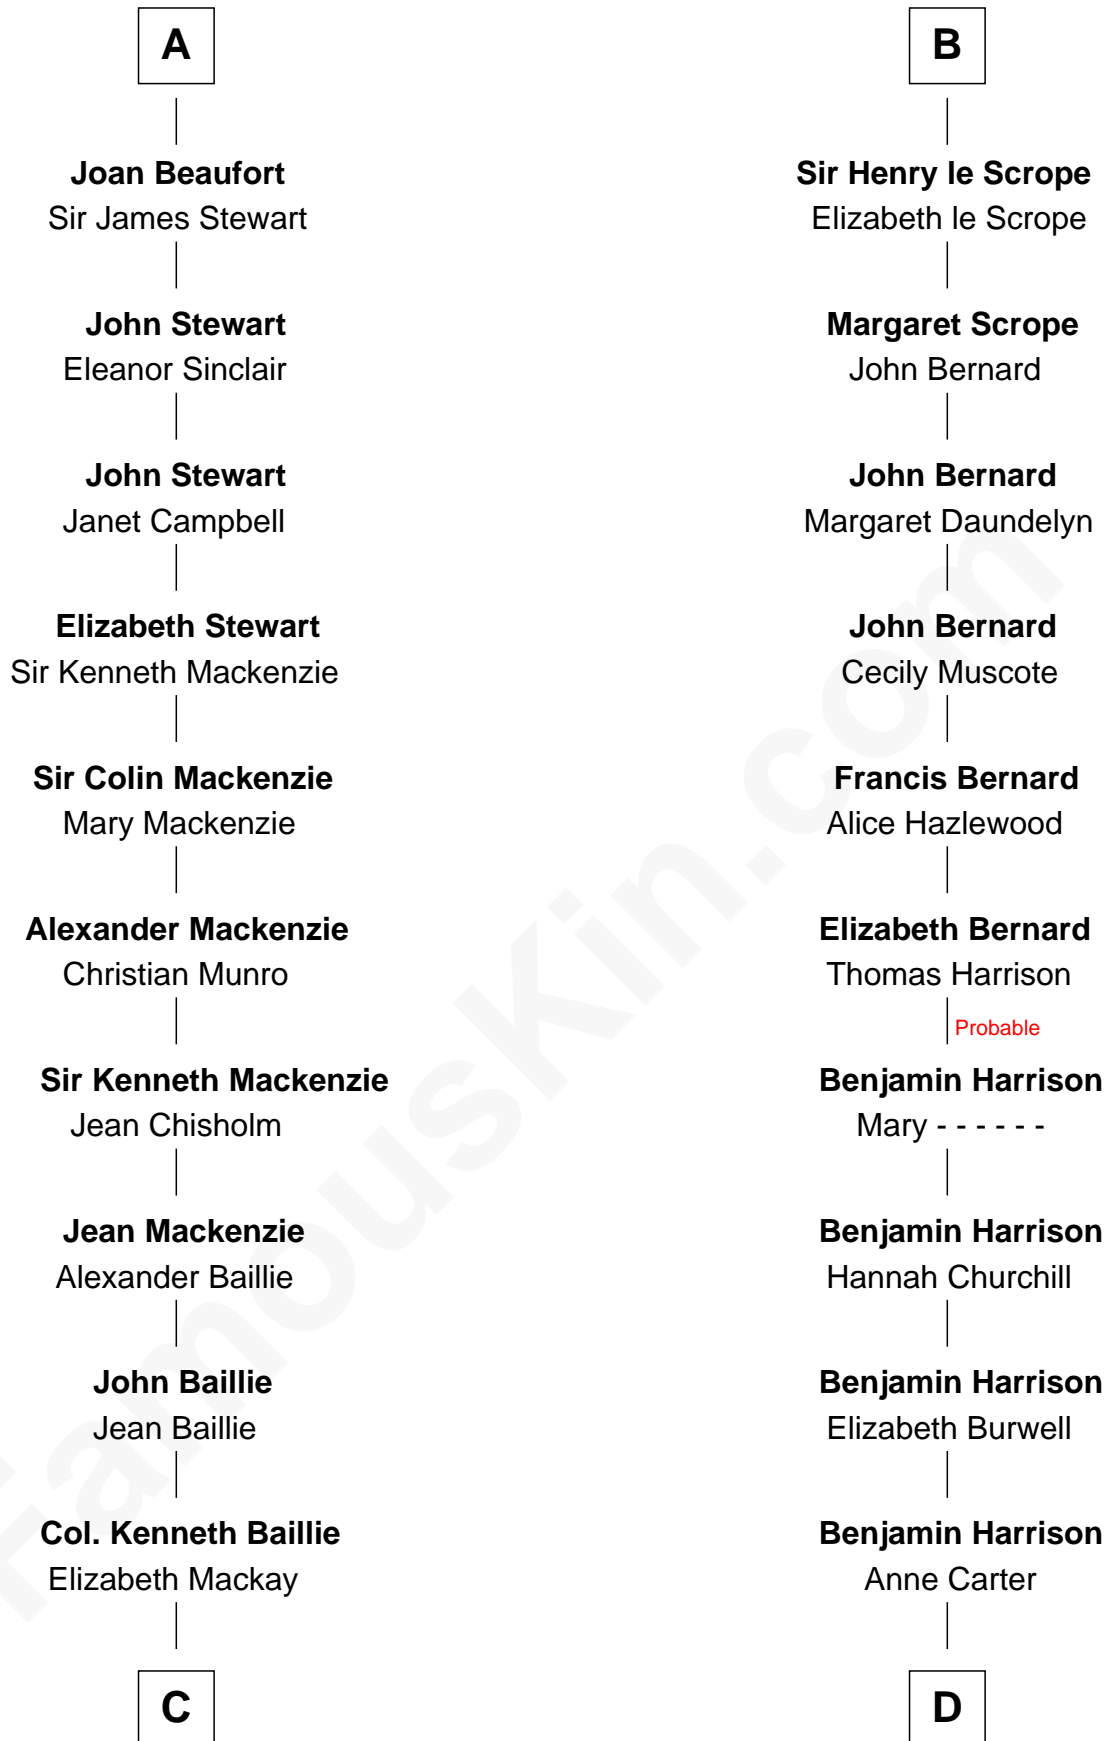 A
Joan Beaufort
Sir James Stewart
John Stewart
Eleanor Sinclair
John Stewart
Janet Campbell
Elizabeth Stewart
Sir Kenneth Mackenzie
Sir Colin Mackenzie
Mary Mackenzie
Alexander Mackenzie
Christian Munro
Sir Kenneth Mackenzie
Jean Chisholm
Jean Mackenzie
Alexander Baillie
John Baillie
Jean Baillie
Col. Kenneth Baillie
Elizabeth Mackay
C
B
Sir Henry le Scrope
Elizabeth le Scrope
Margaret Scrope
John Bernard
John Bernard
Margaret Daundelyn
John Bernard
Cecily Muscote
Francis Bernard
Alice Hazlewood
Elizabeth Bernard
Thomas Harrison
Probable
Benjamin Harrison
Mary - - - - - -
Benjamin Harrison
Hannah Churchill
Benjamin Harrison
Elizabeth Burwell
Benjamin Harrison
Anne Carter
D
FamousKin.com